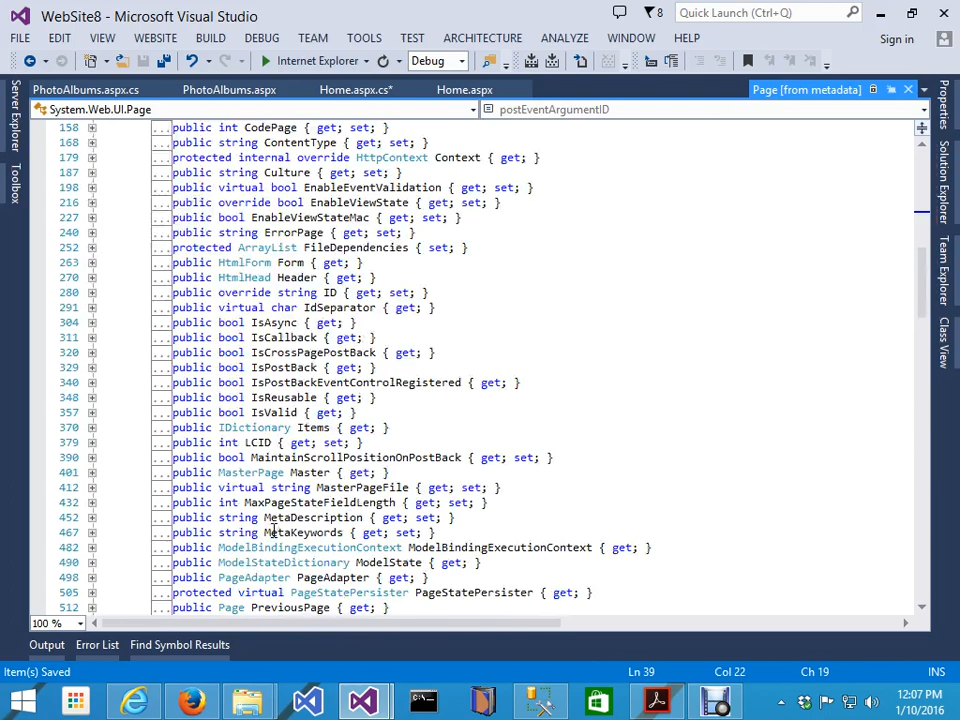 WebSite8 - Microsoft Visual Studio
8
Quick Launch (Ctrl+Q)
FILE EDIT VIEW WEBSITE BUILD DEBUG TEAM TOOLS TEST ARCHITECTURE ANALYZE WINDOW HELP
Sign in
Internet Explorer
Debug
PhotoAlbums.aspx.cs PhotoAlbums.aspx Home.aspx.cs* Home.aspx Page [from metadata]
System.Web.UI.Page postEventArgumentID
Server Explorer
Toolbox
Properties
Solution Explorer
Team Explorer
Class View
158 ...public int CodePage { get; set; }
168 ...public string ContentType { get; set; }
179 ...protected internal override HttpContext Context { get; }
187 ...public string Culture { get; set; }
198 ...public virtual bool EnableEventValidation { get; set; }
216 ...public override bool EnableViewState { get; set; }
227 ...public bool EnableViewStateMac { get; set; }
240 ...public string ErrorPage { get; set; }
252 ...protected ArrayList FileDependencies { set; }
263 ...public HtmlForm Form { get; }
270 ...public HtmlHead Header { get; }
280 ...public override string ID { get; set; }
291 ...public virtual char IdSeparator { get; }
304 ...public bool IsAsync { get; }
311 ...public bool IsCallback { get; }
320 ...public bool IsCrossPagePostBack { get; }
329 ...public bool IsPostBack { get; }
340 ...public bool IsPostBackEventControlRegistered { get; }
348 ...public bool IsReusable { get; }
357 ...public bool IsValid { get; }
370 ...public IDictionary Items { get; }
379 ...public int LCID { get; set; }
390 ...public bool MaintainScrollPositionOnPostBack { get; set; }
401 ...public MasterPage Master { get; }
412 ...public virtual string MasterPageFile { get; set; }
432 ...public int MaxPageStateFieldLength { get; set; }
452 ...public string MetaDescription { get; set; }
467 ...public string MetaKeywords { get; set; }
482 ...public ModelBindingExecutionContext ModelBindingExecutionContext { get; }
490 ...public ModelStateDictionary ModelState { get; }
498 ...public PageAdapter PageAdapter { get; }
505 ...protected virtual PageStatePersister PageStatePersister { get; }
512 ...public Page PreviousPage { get; }
100 %
Output Error List Find Symbol Results
Item(s) Saved Ln 39 Col 22 Ch 19 INS
12:07 PM
1/10/2016